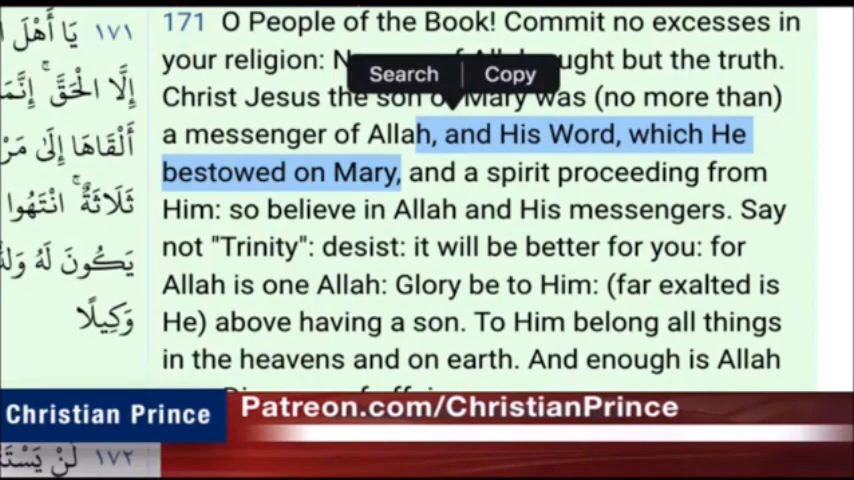 171 O People of the Book! Commit no excesses in
your religion: ught but the truth.
Search Copy
Christ Jesus the son of Mary was (no more than)
a messenger of Allah, and His Word, which He
bestowed on Mary, and a spirit proceeding from
Him: so believe in Allah and His messengers. Say
not "Trinity": desist: it will be better for you: for
Allah is one Allah: Glory be to Him: (far exalted is
He) above having a son. To Him belong all things
in the heavens and on earth. And enough is Allah
١٧١ يَا أَهْلَ
إِلَّا الْحَقَّ ۚ إِنَّمَ
أَلْقَاهَا إِلَىٰ مَرْ
ثَلَاثَةٌ ۚ انْتَهُوا
يَكُونَ لَهُ وَلَ
وَكِيلًا
Christian Prince
Patreon.com/ChristianPrince
١٧٢ لَنْ يَسْتَ